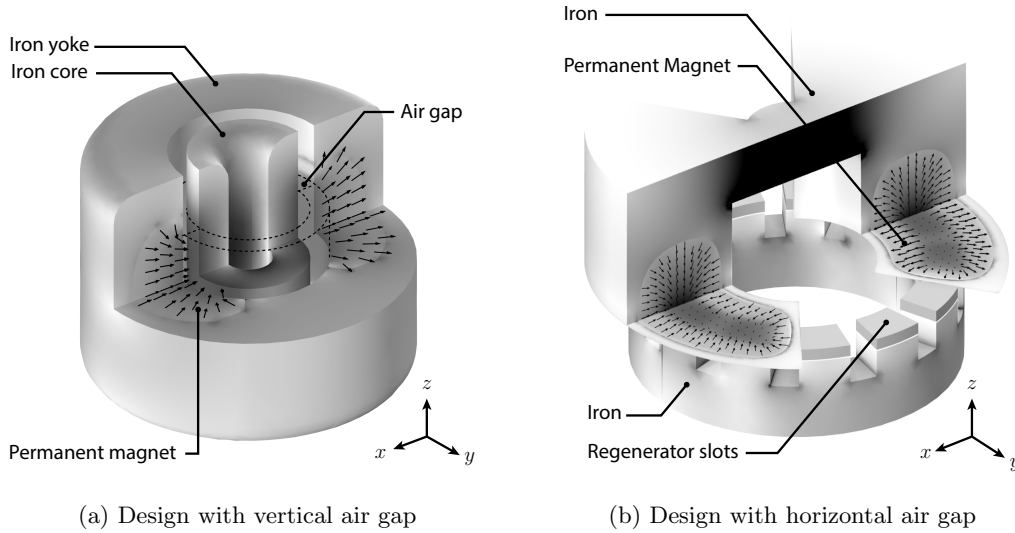 Iron yoke
Iron core
Air gap
Permanent magnet
z
x
y
(a) Design with vertical air gap
Iron
Permanent Magnet
Iron
Regenerator slots
z
x
y
(b) Design with horizontal air gap